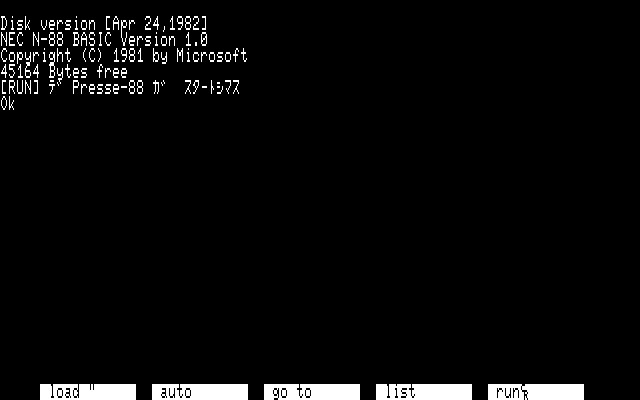 Disk version [Apr 24,1982]
NEC N-88 BASIC Version 1.0
Copyright (C) 1981 by Microsoft
45164 Bytes free
[RUN] デ Presse-88 ガ スタートシマス
Ok
load " auto go to list run